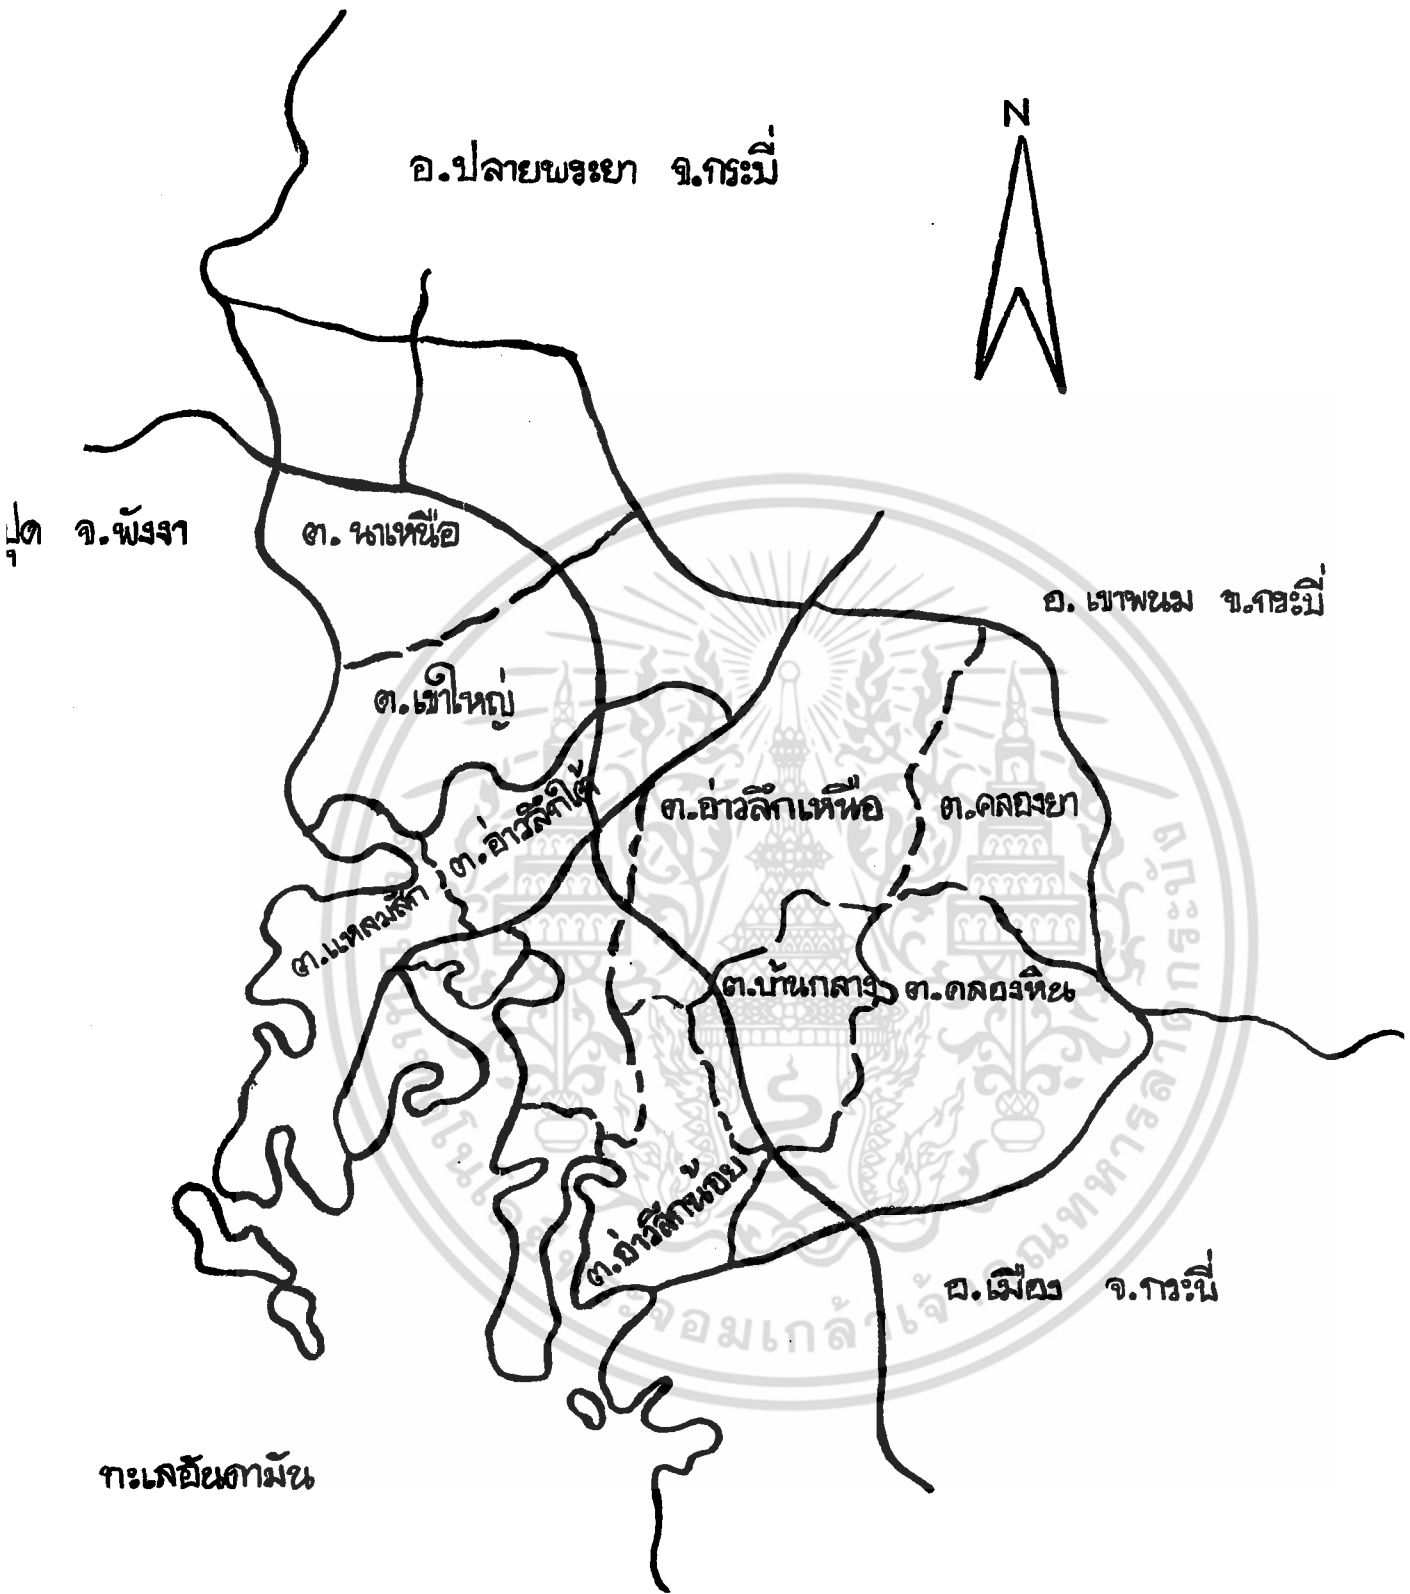 N
อ.ปลายพระยา จ.กระบี่
ปุด จ.พังงา
ต.นาเหนือ
อ.เขาพนม จ.กระบี่
ต.เขาใหญ่
ต.อ่าวลึกใต้
ต.อ่าวลึกเหนือ
ต.คลองยา
ต.แหลมสัก
ต.บ้านกลาง
ต.คลองหิน
ต.อ่าวลึกน้อย
อ.เมือง จ.กระบี่
ทะเลอันดามัน